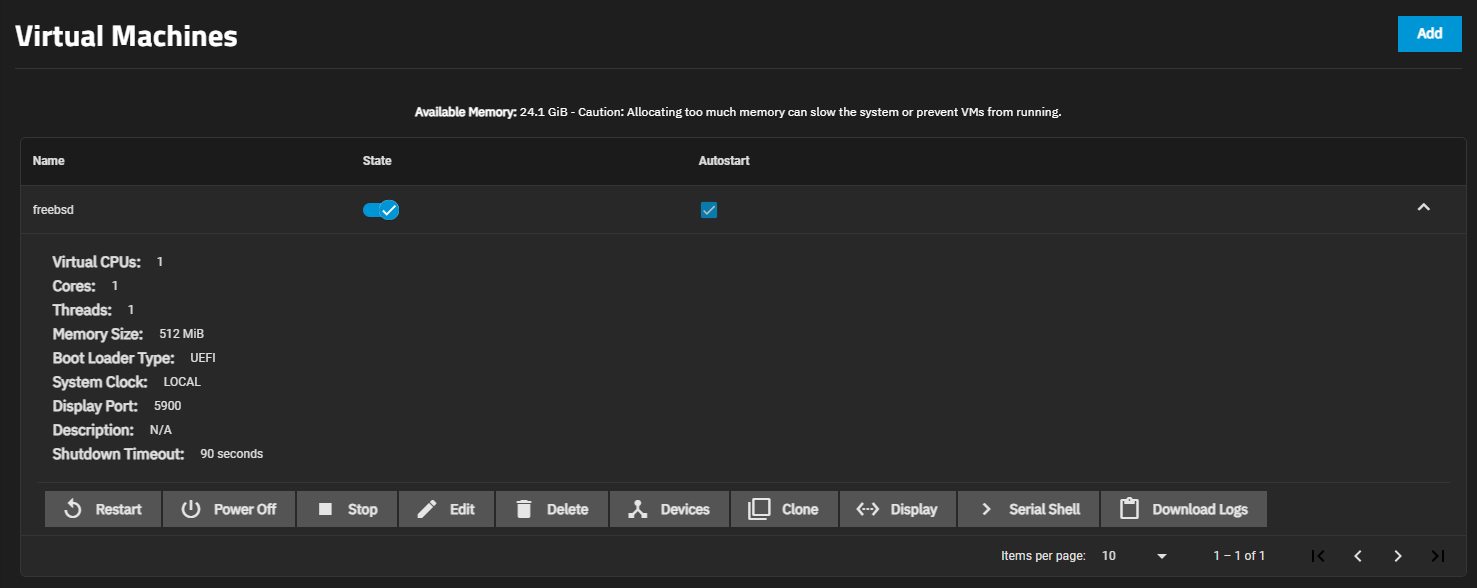 Virtual Machines
Add
Available Memory: 24.1 GiB - Caution: Allocating too much memory can slow the system or prevent VMs from running.
Name State Autostart
freebsd
Virtual CPUs: 1
Cores: 1
Threads: 1
Memory Size: 512 MiB
Boot Loader Type: UEFI
System Clock: LOCAL
Display Port: 5900
Description: N/A
Shutdown Timeout: 90 seconds
Restart Power Off Stop Edit Delete Devices Clone Display Serial Shell Download Logs
Items per page: 10 1 – 1 of 1